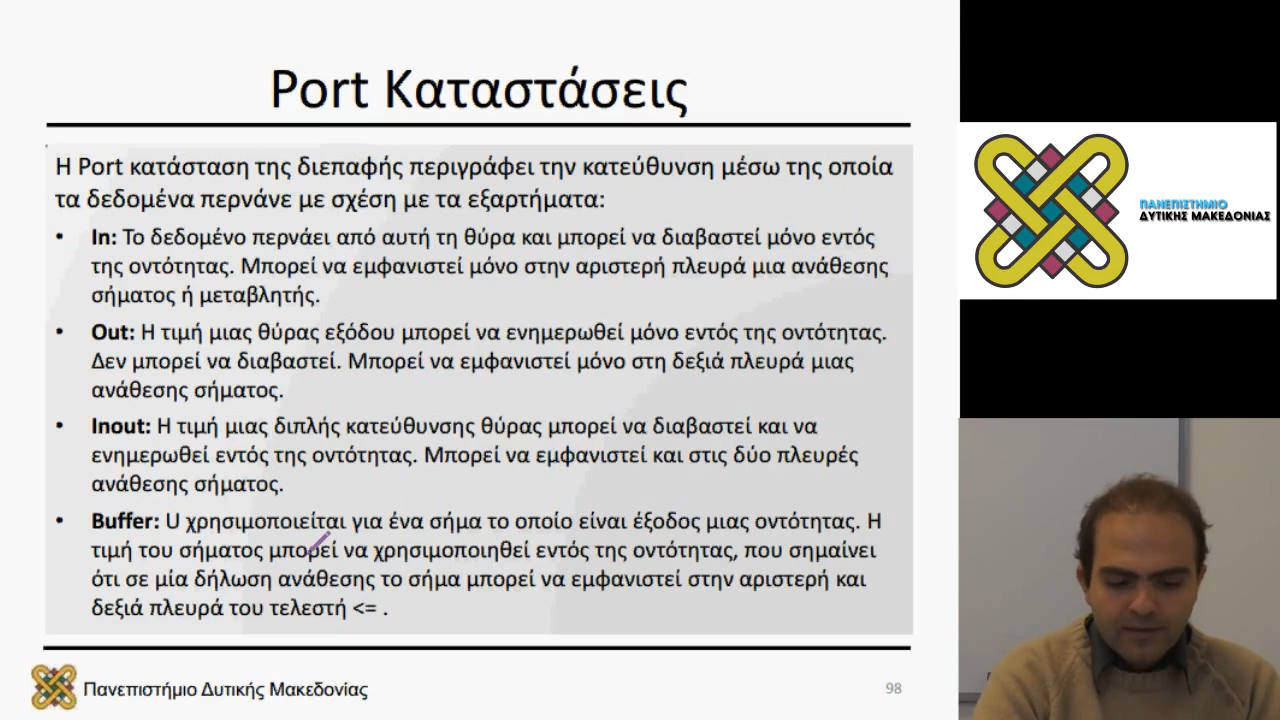 Port Καταστάσεις
Η Port κατάσταση της διεπαφής περιγράφει την κατεύθυνση μέσω της οποία
τα δεδομένα περνάνε με σχέση με τα εξαρτήματα:
• In: Το δεδομένο περνάει από αυτή τη θύρα και μπορεί να διαβαστεί μόνο εντός
της οντότητας. Μπορεί να εμφανιστεί μόνο στην αριστερή πλευρά μια ανάθεσης
σήματος ή μεταβλητής.
• Out: Η τιμή μιας θύρας εξόδου μπορεί να ενημερωθεί μόνο εντός της οντότητας.
Δεν μπορεί να διαβαστεί. Μπορεί να εμφανιστεί μόνο στη δεξιά πλευρά μιας
ανάθεσης σήματος.
• Inout: Η τιμή μιας διπλής κατεύθυνσης θύρας μπορεί να διαβαστεί και να
ενημερωθεί εντός της οντότητας. Μπορεί να εμφανιστεί και στις δύο πλευρές
ανάθεσης σήματος.
• Buffer: U χρησιμοποιείται για ένα σήμα το οποίο είναι έξοδος μιας οντότητας. Η
τιμή του σήματος μπορεί να χρησιμοποιηθεί εντός της οντότητας, που σημαίνει
ότι σε μία δήλωση ανάθεσης το σήμα μπορεί να εμφανιστεί στην αριστερή και
δεξιά πλευρά του τελεστή <= .
Πανεπιστήμιο Δυτικής Μακεδονίας
98
ΠΑΝΕΠΙΣΤΗΜΙΟ
ΔΥΤΙΚΗΣ ΜΑΚΕΔΟΝΙΑΣ